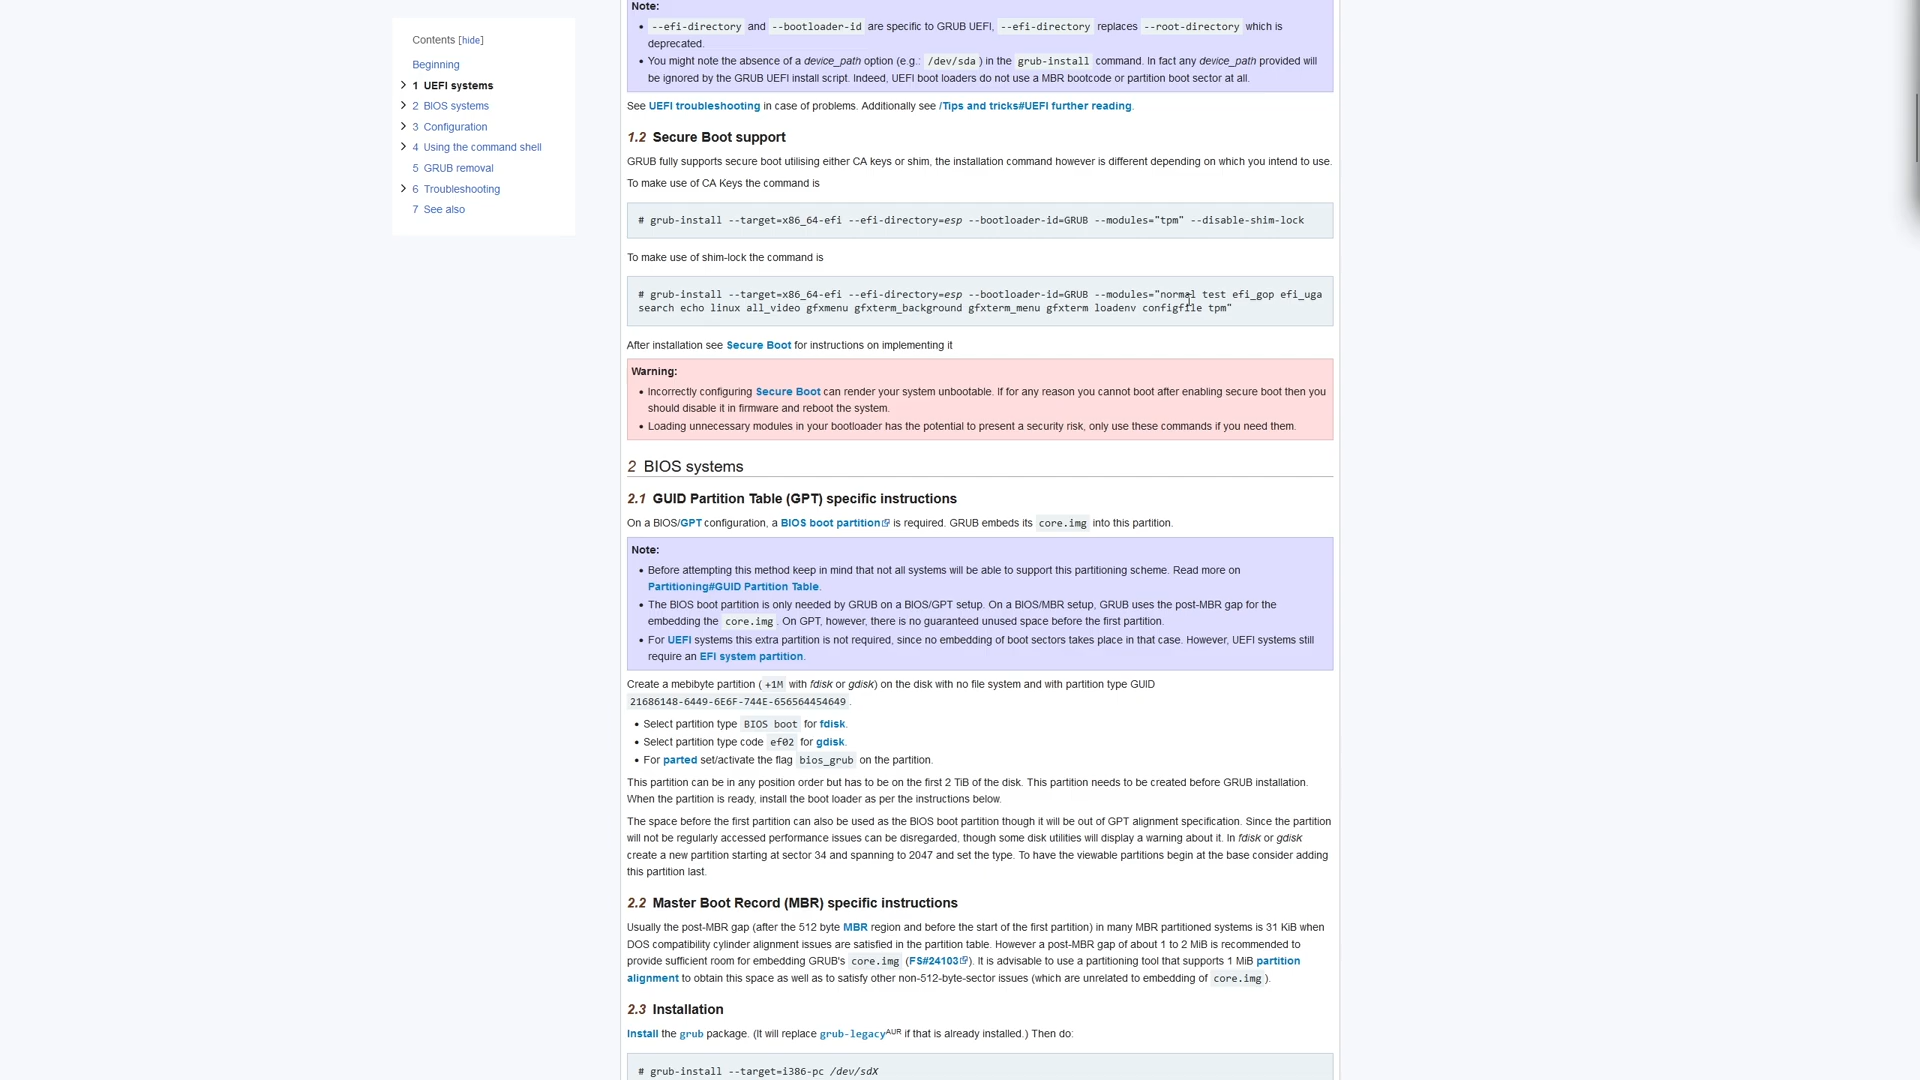 Contents [hide]
Beginning
1 UEFI systems
2 BIOS systems
3 Configuration
4 Using the command shell
5 GRUB removal
6 Troubleshooting
7 See also
Note:
• --efi-directory and --bootloader-id are specific to GRUB UEFI, --efi-directory replaces --root-directory which is
deprecated.
• You might note the absence of a device_path option (e.g.: /dev/sda ) in the grub-install command. In fact any device_path provided will
be ignored by the GRUB UEFI install script. Indeed, UEFI boot loaders do not use a MBR bootcode or partition boot sector at all.
See UEFI troubleshooting in case of problems. Additionally see /Tips and tricks#UEFI further reading.
1.2 Secure Boot support
GRUB fully supports secure boot utilising either CA keys or shim, the installation command however is different depending on which you intend to use.
To make use of CA Keys the command is
# grub-install --target=x86_64-efi --efi-directory=esp --bootloader-id=GRUB --modules="tpm" --disable-shim-lock
To make use of shim-lock the command is
# grub-install --target=x86_64-efi --efi-directory=esp --bootloader-id=GRUB --modules="normal test efi_gop efi_uga
search echo linux all_video gfxmenu gfxterm_background gfxterm_menu gfxterm loadenv configfile tpm"
After installation see Secure Boot for instructions on implementing it
Warning:
• Incorrectly configuring Secure Boot can render your system unbootable. If for any reason you cannot boot after enabling secure boot then you
should disable it in firmware and reboot the system.
• Loading unnecessary modules in your bootloader has the potential to present a security risk, only use these commands if you need them.
2 BIOS systems
2.1 GUID Partition Table (GPT) specific instructions
On a BIOS/GPT configuration, a BIOS boot partition is required. GRUB embeds its core.img into this partition.
Note:
• Before attempting this method keep in mind that not all systems will be able to support this partitioning scheme. Read more on
Partitioning#GUID Partition Table.
• The BIOS boot partition is only needed by GRUB on a BIOS/GPT setup. On a BIOS/MBR setup, GRUB uses the post-MBR gap for the
embedding the core.img . On GPT, however, there is no guaranteed unused space before the first partition.
• For UEFI systems this extra partition is not required, since no embedding of boot sectors takes place in that case. However, UEFI systems still
require an EFI system partition.
Create a mebibyte partition ( +1M with fdisk or gdisk) on the disk with no file system and with partition type GUID
21686148-6449-6E6F-744E-656564454649 .
• Select partition type BIOS boot for fdisk.
• Select partition type code ef02 for gdisk.
• For parted set/activate the flag bios_grub on the partition.
This partition can be in any position order but has to be on the first 2 TiB of the disk. This partition needs to be created before GRUB installation.
When the partition is ready, install the boot loader as per the instructions below.
The space before the first partition can also be used as the BIOS boot partition though it will be out of GPT alignment specification. Since the partition
will not be regularly accessed performance issues can be disregarded, though some disk utilities will display a warning about it. In fdisk or gdisk
create a new partition starting at sector 34 and spanning to 2047 and set the type. To have the viewable partitions begin at the base consider adding
this partition last.
2.2 Master Boot Record (MBR) specific instructions
Usually the post-MBR gap (after the 512 byte MBR region and before the start of the first partition) in many MBR partitioned systems is 31 KiB when
DOS compatibility cylinder alignment issues are satisfied in the partition table. However a post-MBR gap of about 1 to 2 MiB is recommended to
provide sufficient room for embedding GRUB's core.img (FS#24103). It is advisable to use a partitioning tool that supports 1 MiB partition
alignment to obtain this space as well as to satisfy other non-512-byte-sector issues (which are unrelated to embedding of core.img ).
2.3 Installation
Install the grub package. (It will replace grub-legacyAUR if that is already installed.) Then do:
# grub-install --target=i386-pc /dev/sdX